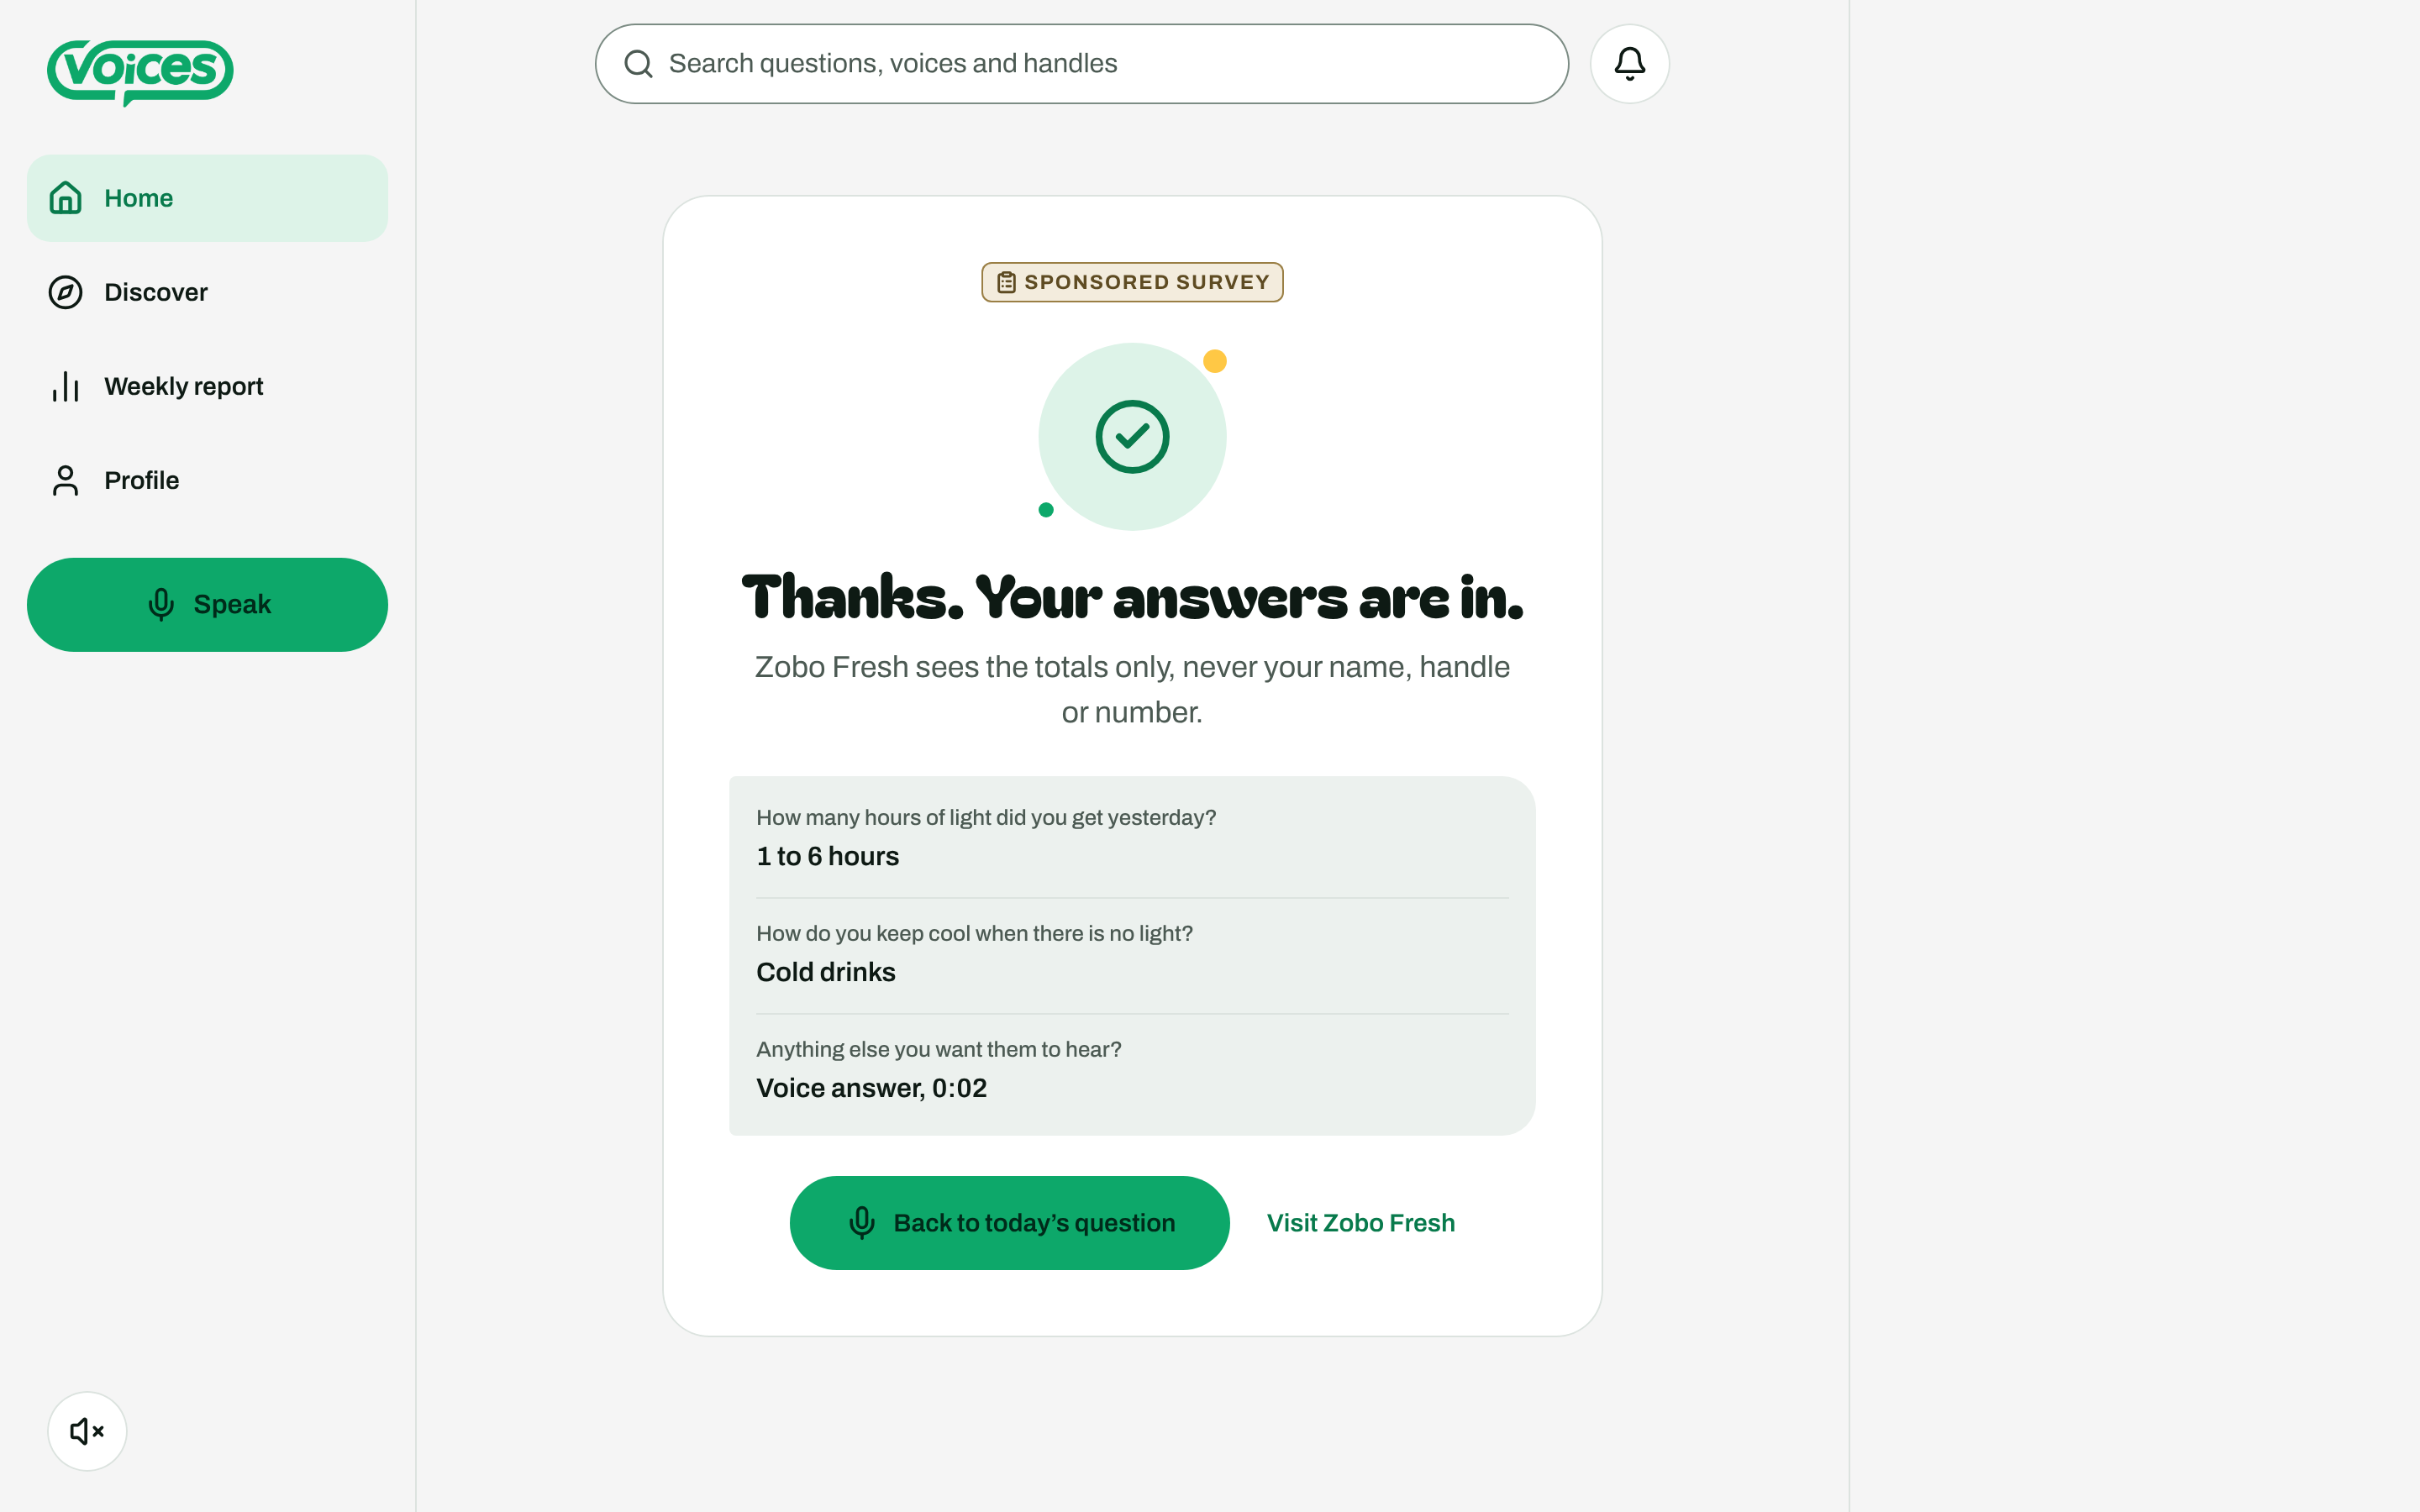 voices
Search questions, voices and handles
Home
Discover
Weekly report
Profile
Speak
SPONSORED SURVEY
Thanks. Your answers are in.
Zobo Fresh sees the totals only, never your name, handle
or number.
How many hours of light did you get yesterday?
1 to 6 hours
How do you keep cool when there is no light?
Cold drinks
Anything else you want them to hear?
Voice answer, 0:02
Back to today’s question
Visit Zobo Fresh